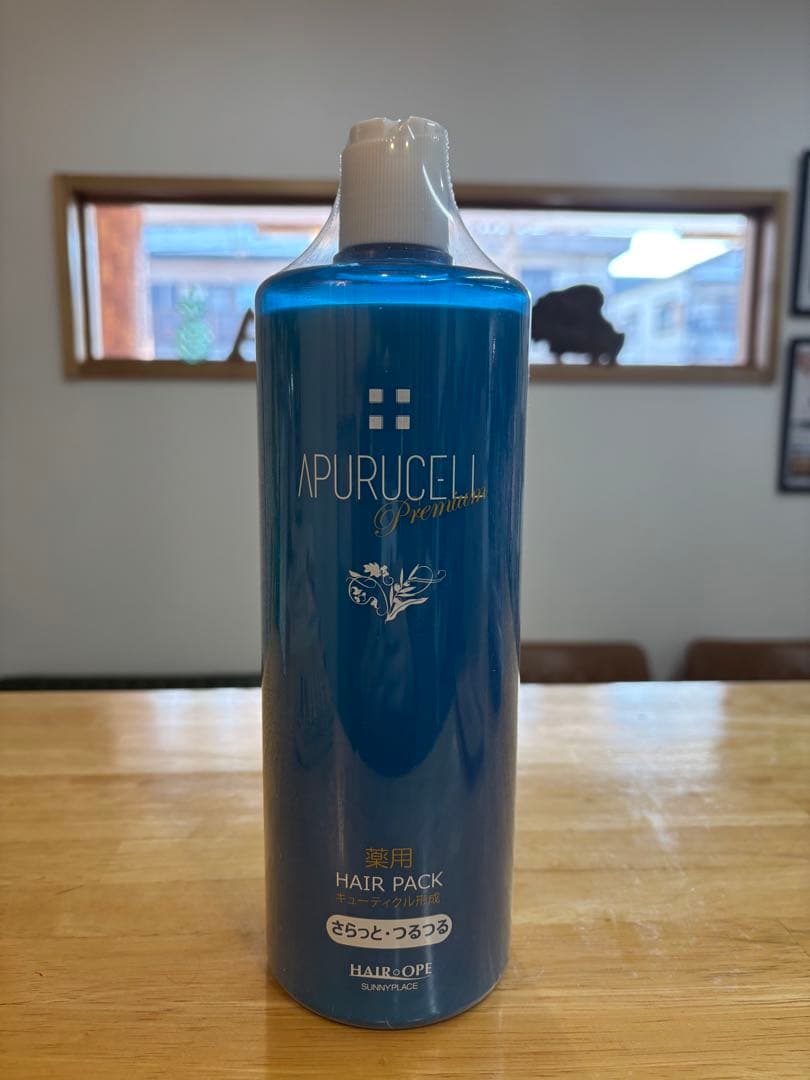 APURUCELL
Premium
薬用
HAIR PACK
キューティクル形成
さらっと・つるつる
HAIR OPE
SUNNYPLACE